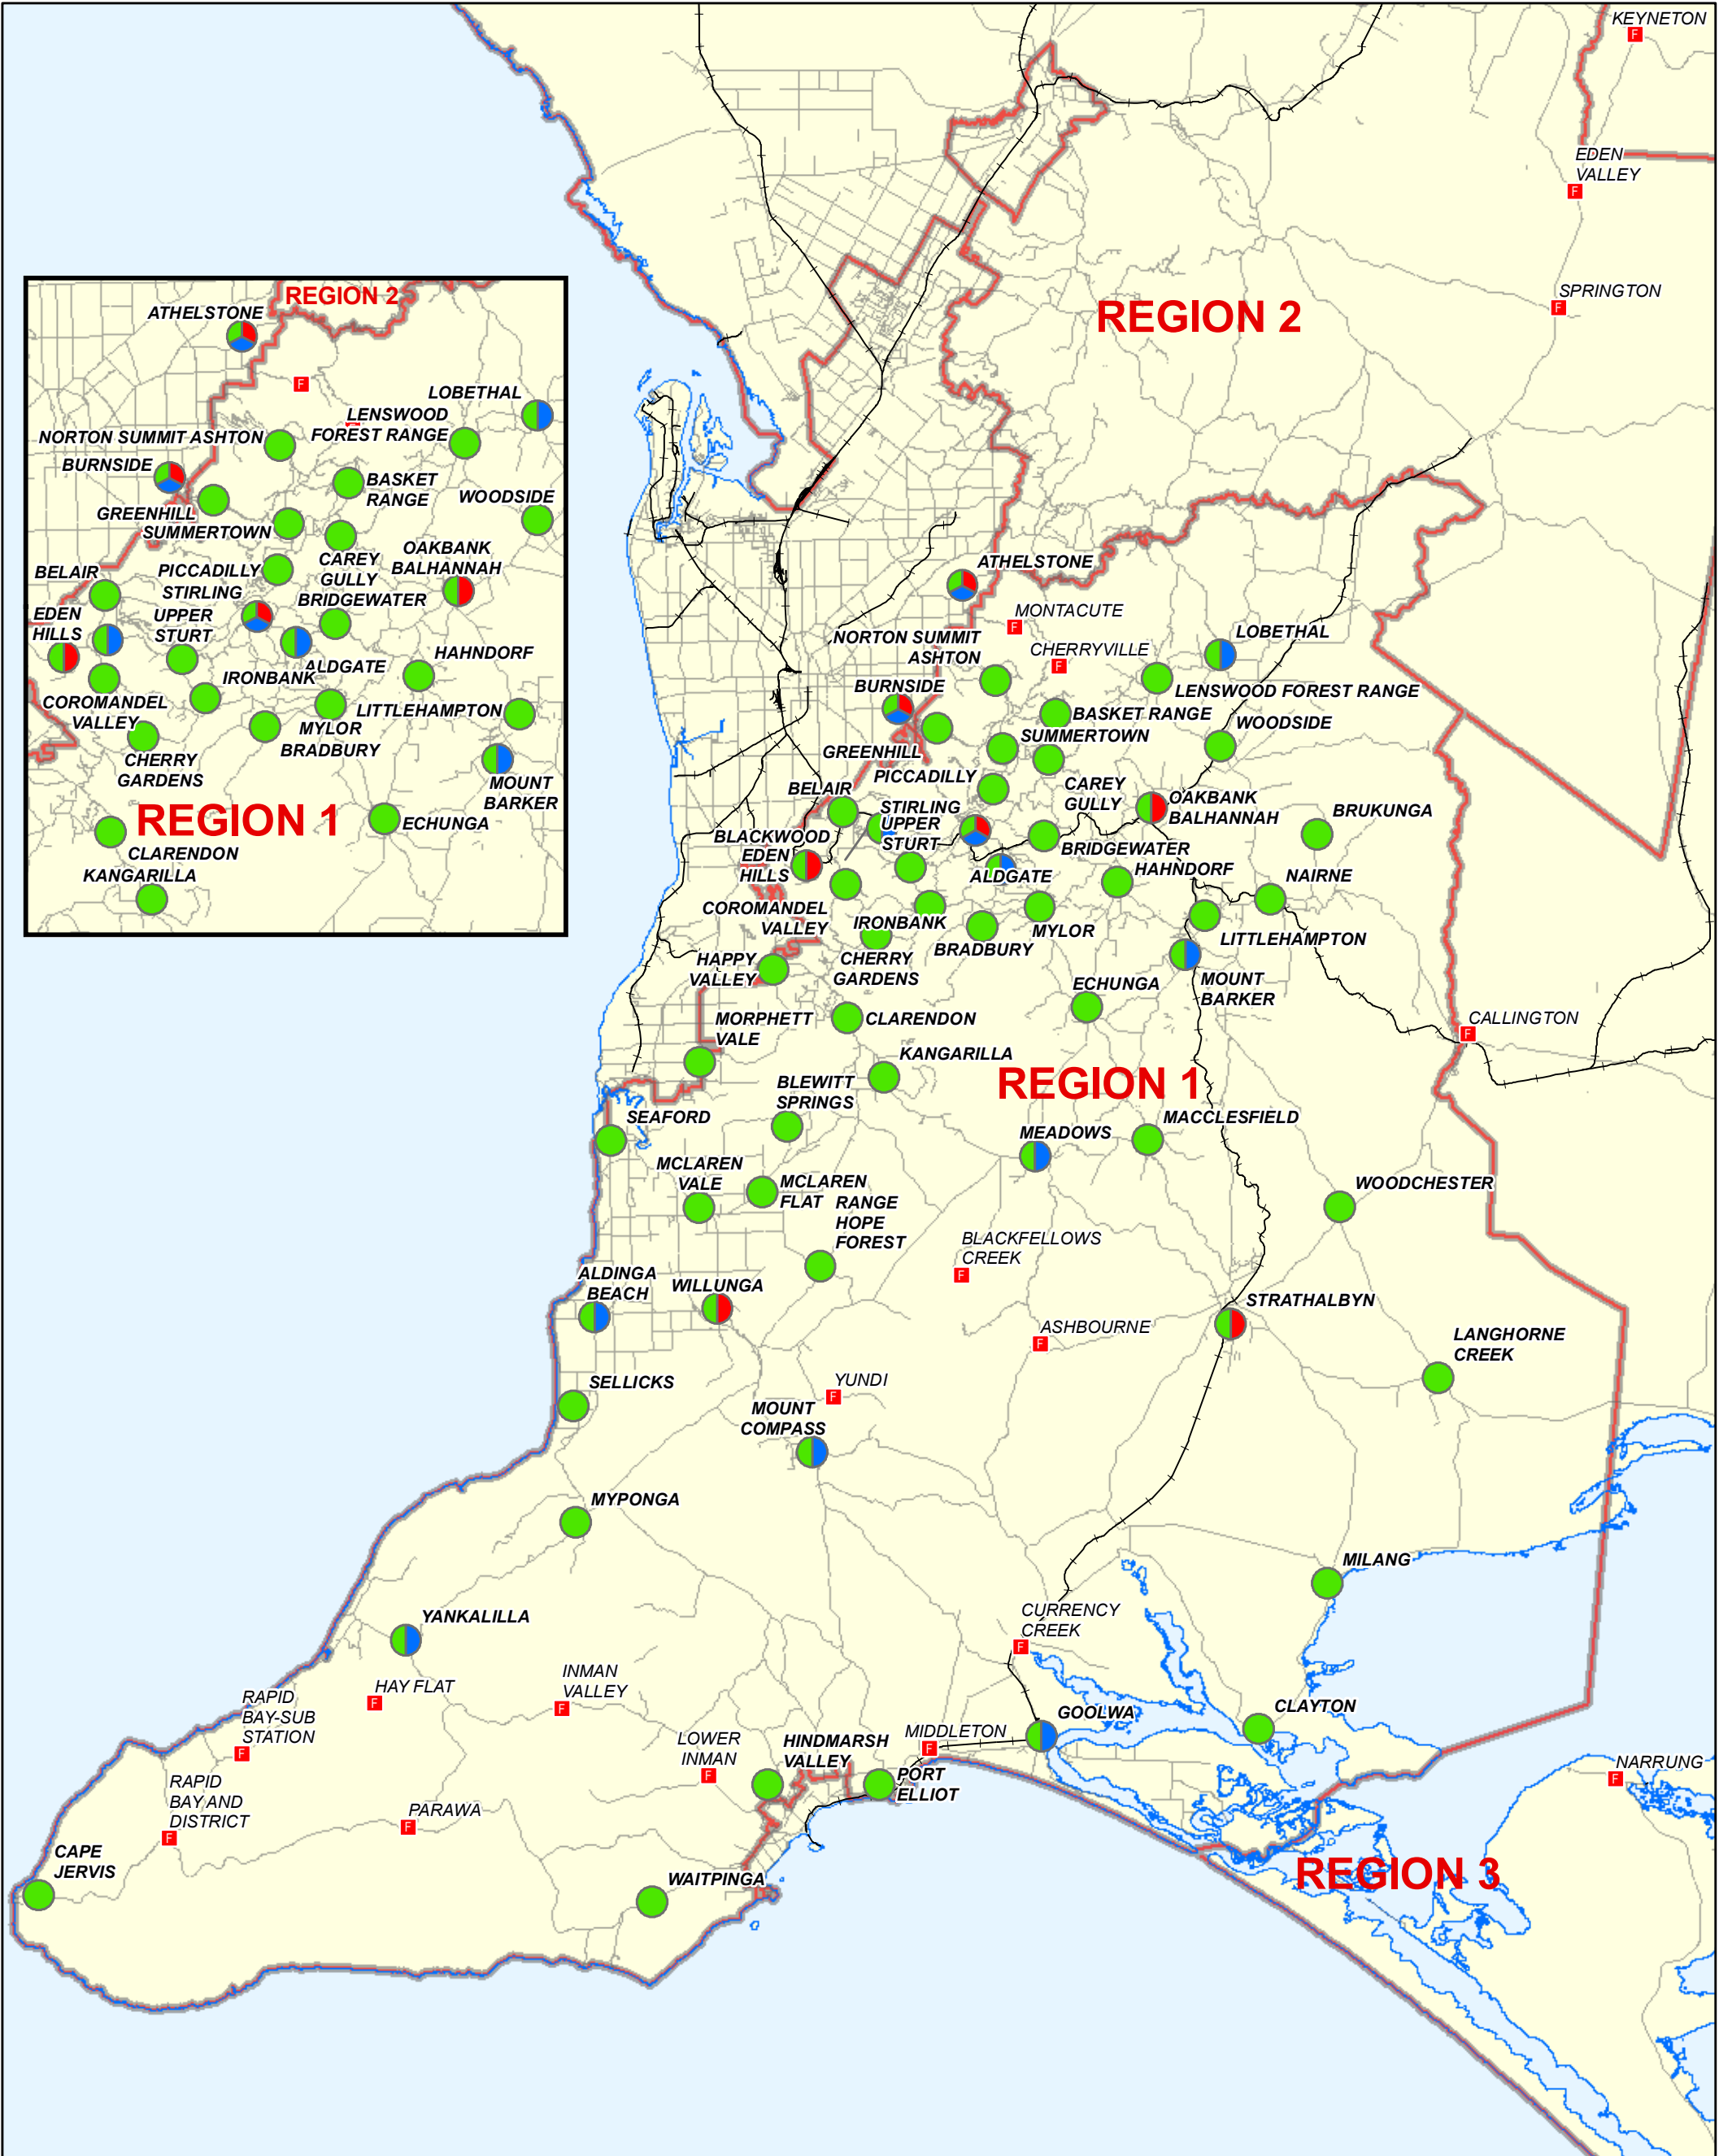 KEYNETON
F
EDEN
VALLEY
F
SPRINGTON
F
REGION 2
REGION 2
ATHELSTONE
F
LOBETHAL
LENSWOOD
FOREST RANGE
NORTON SUMMIT ASHTON
BURNSIDE
BASKET
RANGE
WOODSIDE
GREENHILL
SUMMERTOWN
CAREY
GULLY
OAKBANK
BALHANNAH
BELAIR
PICCADILLY
STIRLING
BRIDGEWATER
EDEN
HILLS
UPPER
STURT
ALDGATE
HAHNDORF
IRONBANK
COROMANDEL
VALLEY
LITTLEHAMPTON
MYLOR
BRADBURY
CHERRY
GARDENS
MOUNT
BARKER
REGION 1
ECHUNGA
CLARENDON
KANGARILLA
ATHELSTONE
MONTACUTE
F
NORTON SUMMIT
ASHTON
CHERRYVILLE
F
LOBETHAL
BURNSIDE
LENSWOOD FOREST RANGE
BASKET RANGE
WOODSIDE
SUMMERTOWN
GREENHILL
PICCADILLY
BELAIR
CAREY
GULLY
OAKBANK
BALHANNAH
BRUKUNGA
STIRLING
UPPER
STURT
BLACKWOOD
EDEN
HILLS
BRIDGEWATER
ALDGATE
HAHNDORF
NAIRNE
COROMANDEL
VALLEY
IRONBANK
MYLOR
BRADBURY
LITTLEHAMPTON
HAPPY
VALLEY
CHERRY
GARDENS
ECHUNGA
MOUNT
BARKER
MORPHETT
VALE
CLARENDON
CALLINGTON
F
KANGARILLA
REGION 1
BLEWITT
SPRINGS
SEAFORD
MEADOWS
MACCLESFIELD
MCLAREN
VALE
MCLAREN
FLAT
RANGE
HOPE
FOREST
WOODCHESTER
BLACKFELLOWS
CREEK
F
ALDINGA
BEACH
WILLUNGA
STRATHALBYN
ASHBOURNE
F
LANGHORNE
CREEK
SELLICKS
YUNDI
F
MOUNT
COMPASS
MYPONGA
MILANG
YANKALILLA
CURRENCY
CREEK
F
HAY FLAT
F
INMAN
VALLEY
F
RAPID
BAY-SUB
STATION
F
GOOLWA
CLAYTON
LOWER
INMAN
F
HINDMARSH
VALLEY
MIDDLETON
F
PORT
ELLIOT
NARRUNG
F
RAPID
BAY AND
DISTRICT
F
PARAWA
F
CAPE
JERVIS
WAITPINGA
REGION 3